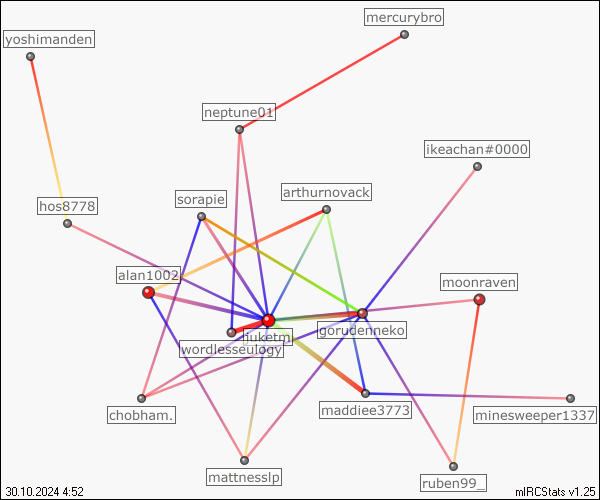 mercurybro
yoshimanden
neptune01
ikeachan#0000
arthurnovack
sorapie
hos8778
alan1002
moonraven
gorudenneko
jiuketm
wordlesseulogy
maddiee3773
chobham.
minesweeper1337
mattnesslp
ruben99_
30.10.2024 4:52
mIRCStats v1.25